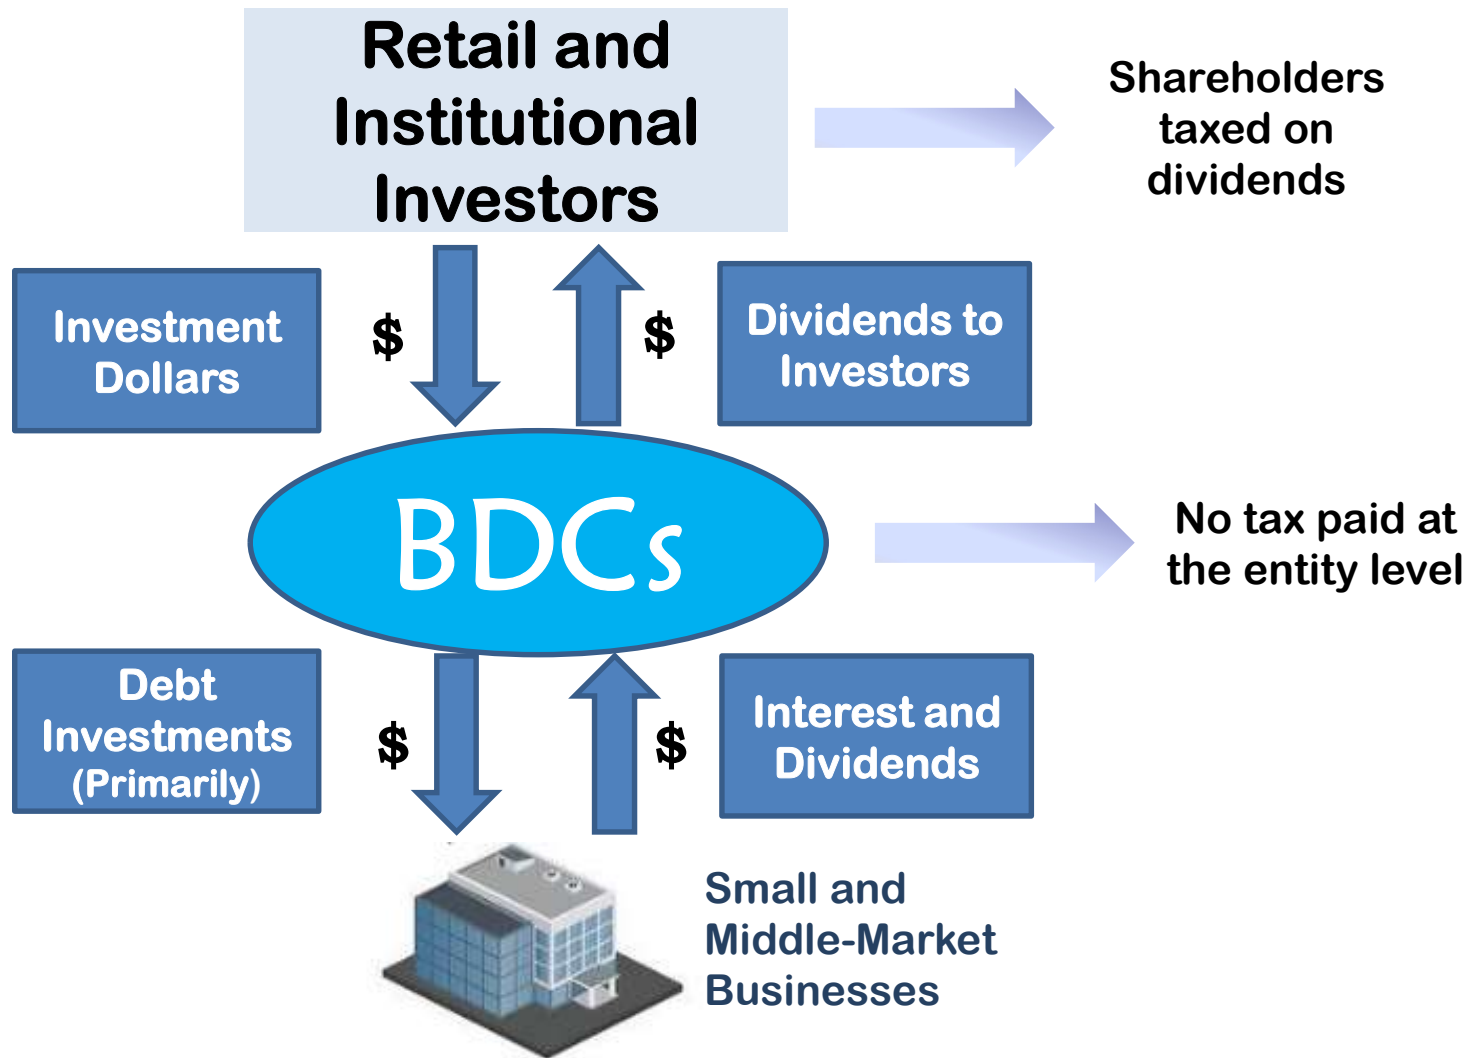 Retail and
Institutional
Investors
Shareholders
taxed on
dividends
Investment
Dollars
$
$
Dividends to
Investors
BDCs
No tax paid at
the entity level
Debt
Investments
(Primarily)
$
$
Interest and
Dividends
Small and
Middle-Market
Businesses